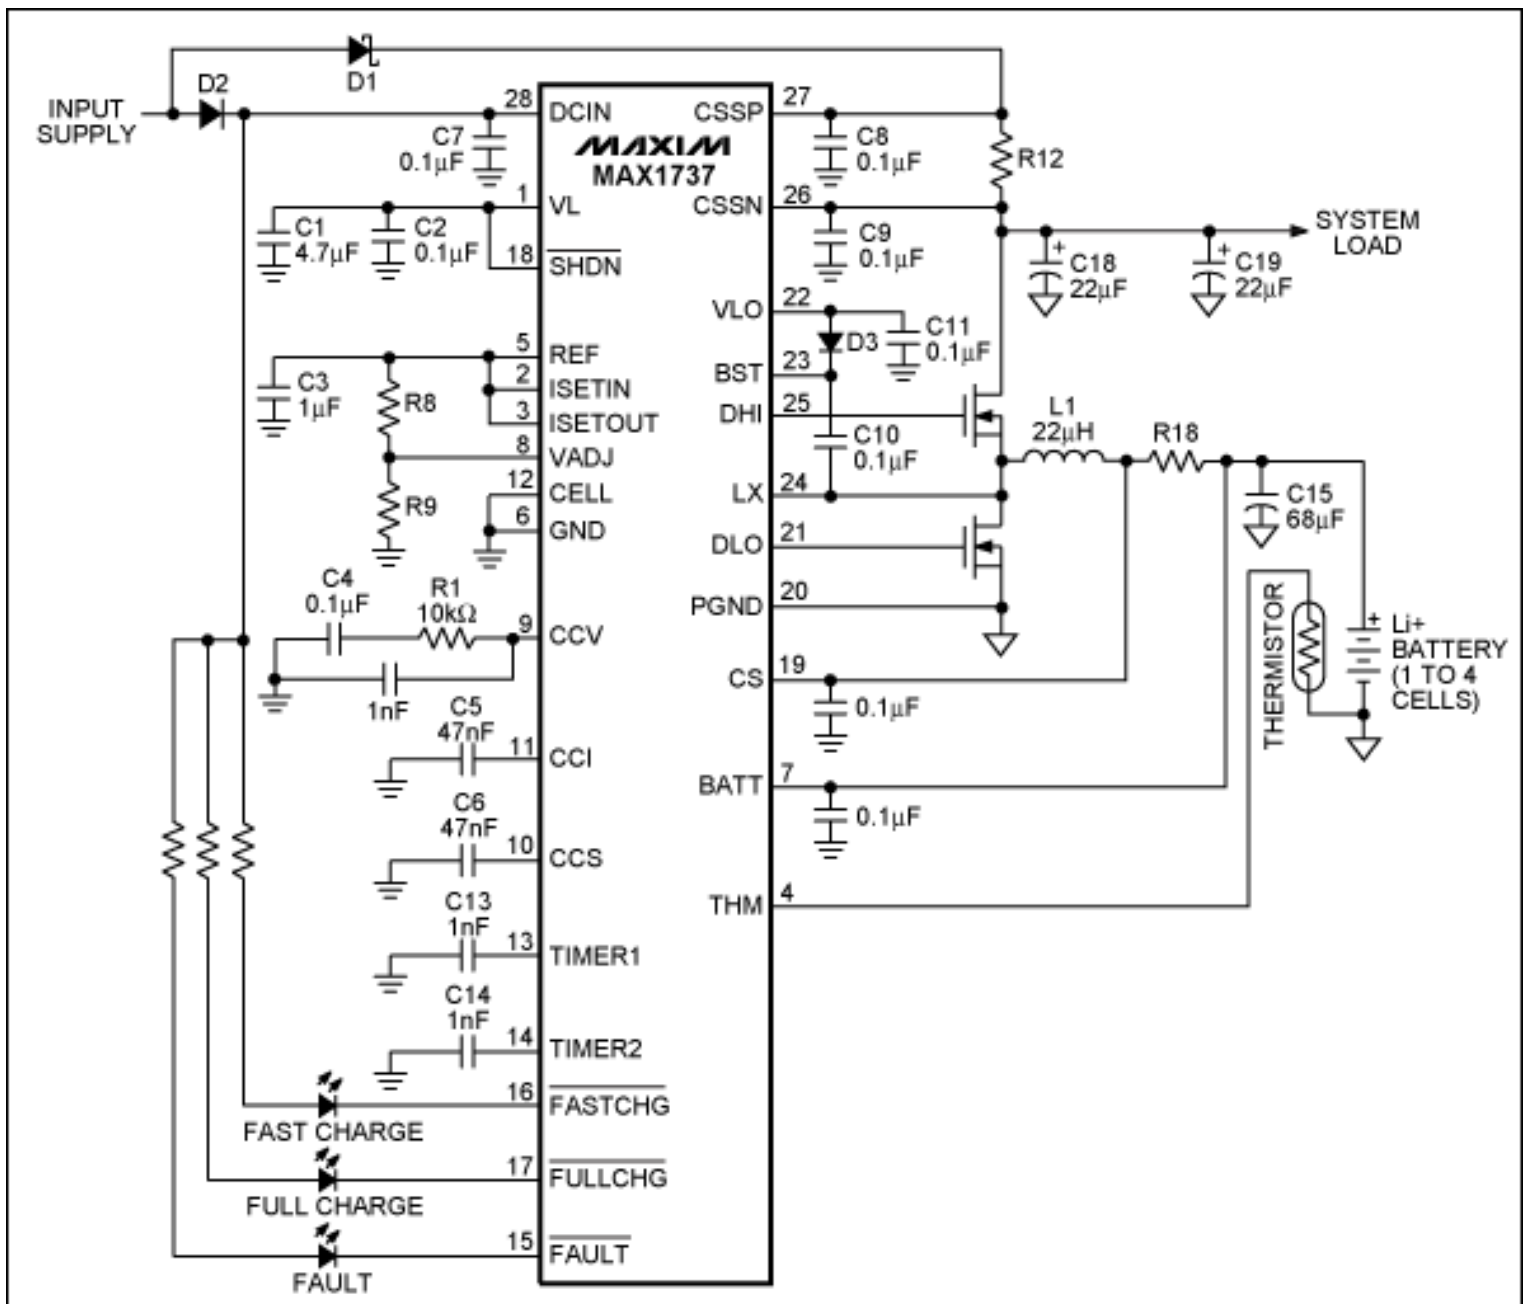 D1
D2
INPUT
SUPPLY
28
DCIN
CSSP
27
C7
0.1µF
MAXIM
MAX1737
C8
0.1µF
R12
1
VL
CSSN
26
C1
4.7µF
C2
0.1µF
18
SHDN
C9
0.1µF
SYSTEM
LOAD
C18
22µF
C19
22µF
VLO
22
D3
C11
0.1µF
5
REF
BST
23
C3
1µF
R8
2
ISETIN
DHI
25
3
ISETOUT
C10
0.1µF
L1
22µH
R18
8
VADJ
12
CELL
LX
24
C15
68µF
R9
6
GND
DLO
21
C4
0.1µF
R1
10kΩ
PGND
20
9
CCV
THERMISTOR
Li+
BATTERY
(1 TO 4
CELLS)
1nF
CS
19
0.1µF
C5
47nF
11
CCI
BATT
7
0.1µF
C6
47nF
10
CCS
THM
4
C13
1nF
13
TIMER1
C14
1nF
14
TIMER2
16
FASTCHG
FAST CHARGE
17
FULLCHG
FULL CHARGE
15
FAULT
FAULT